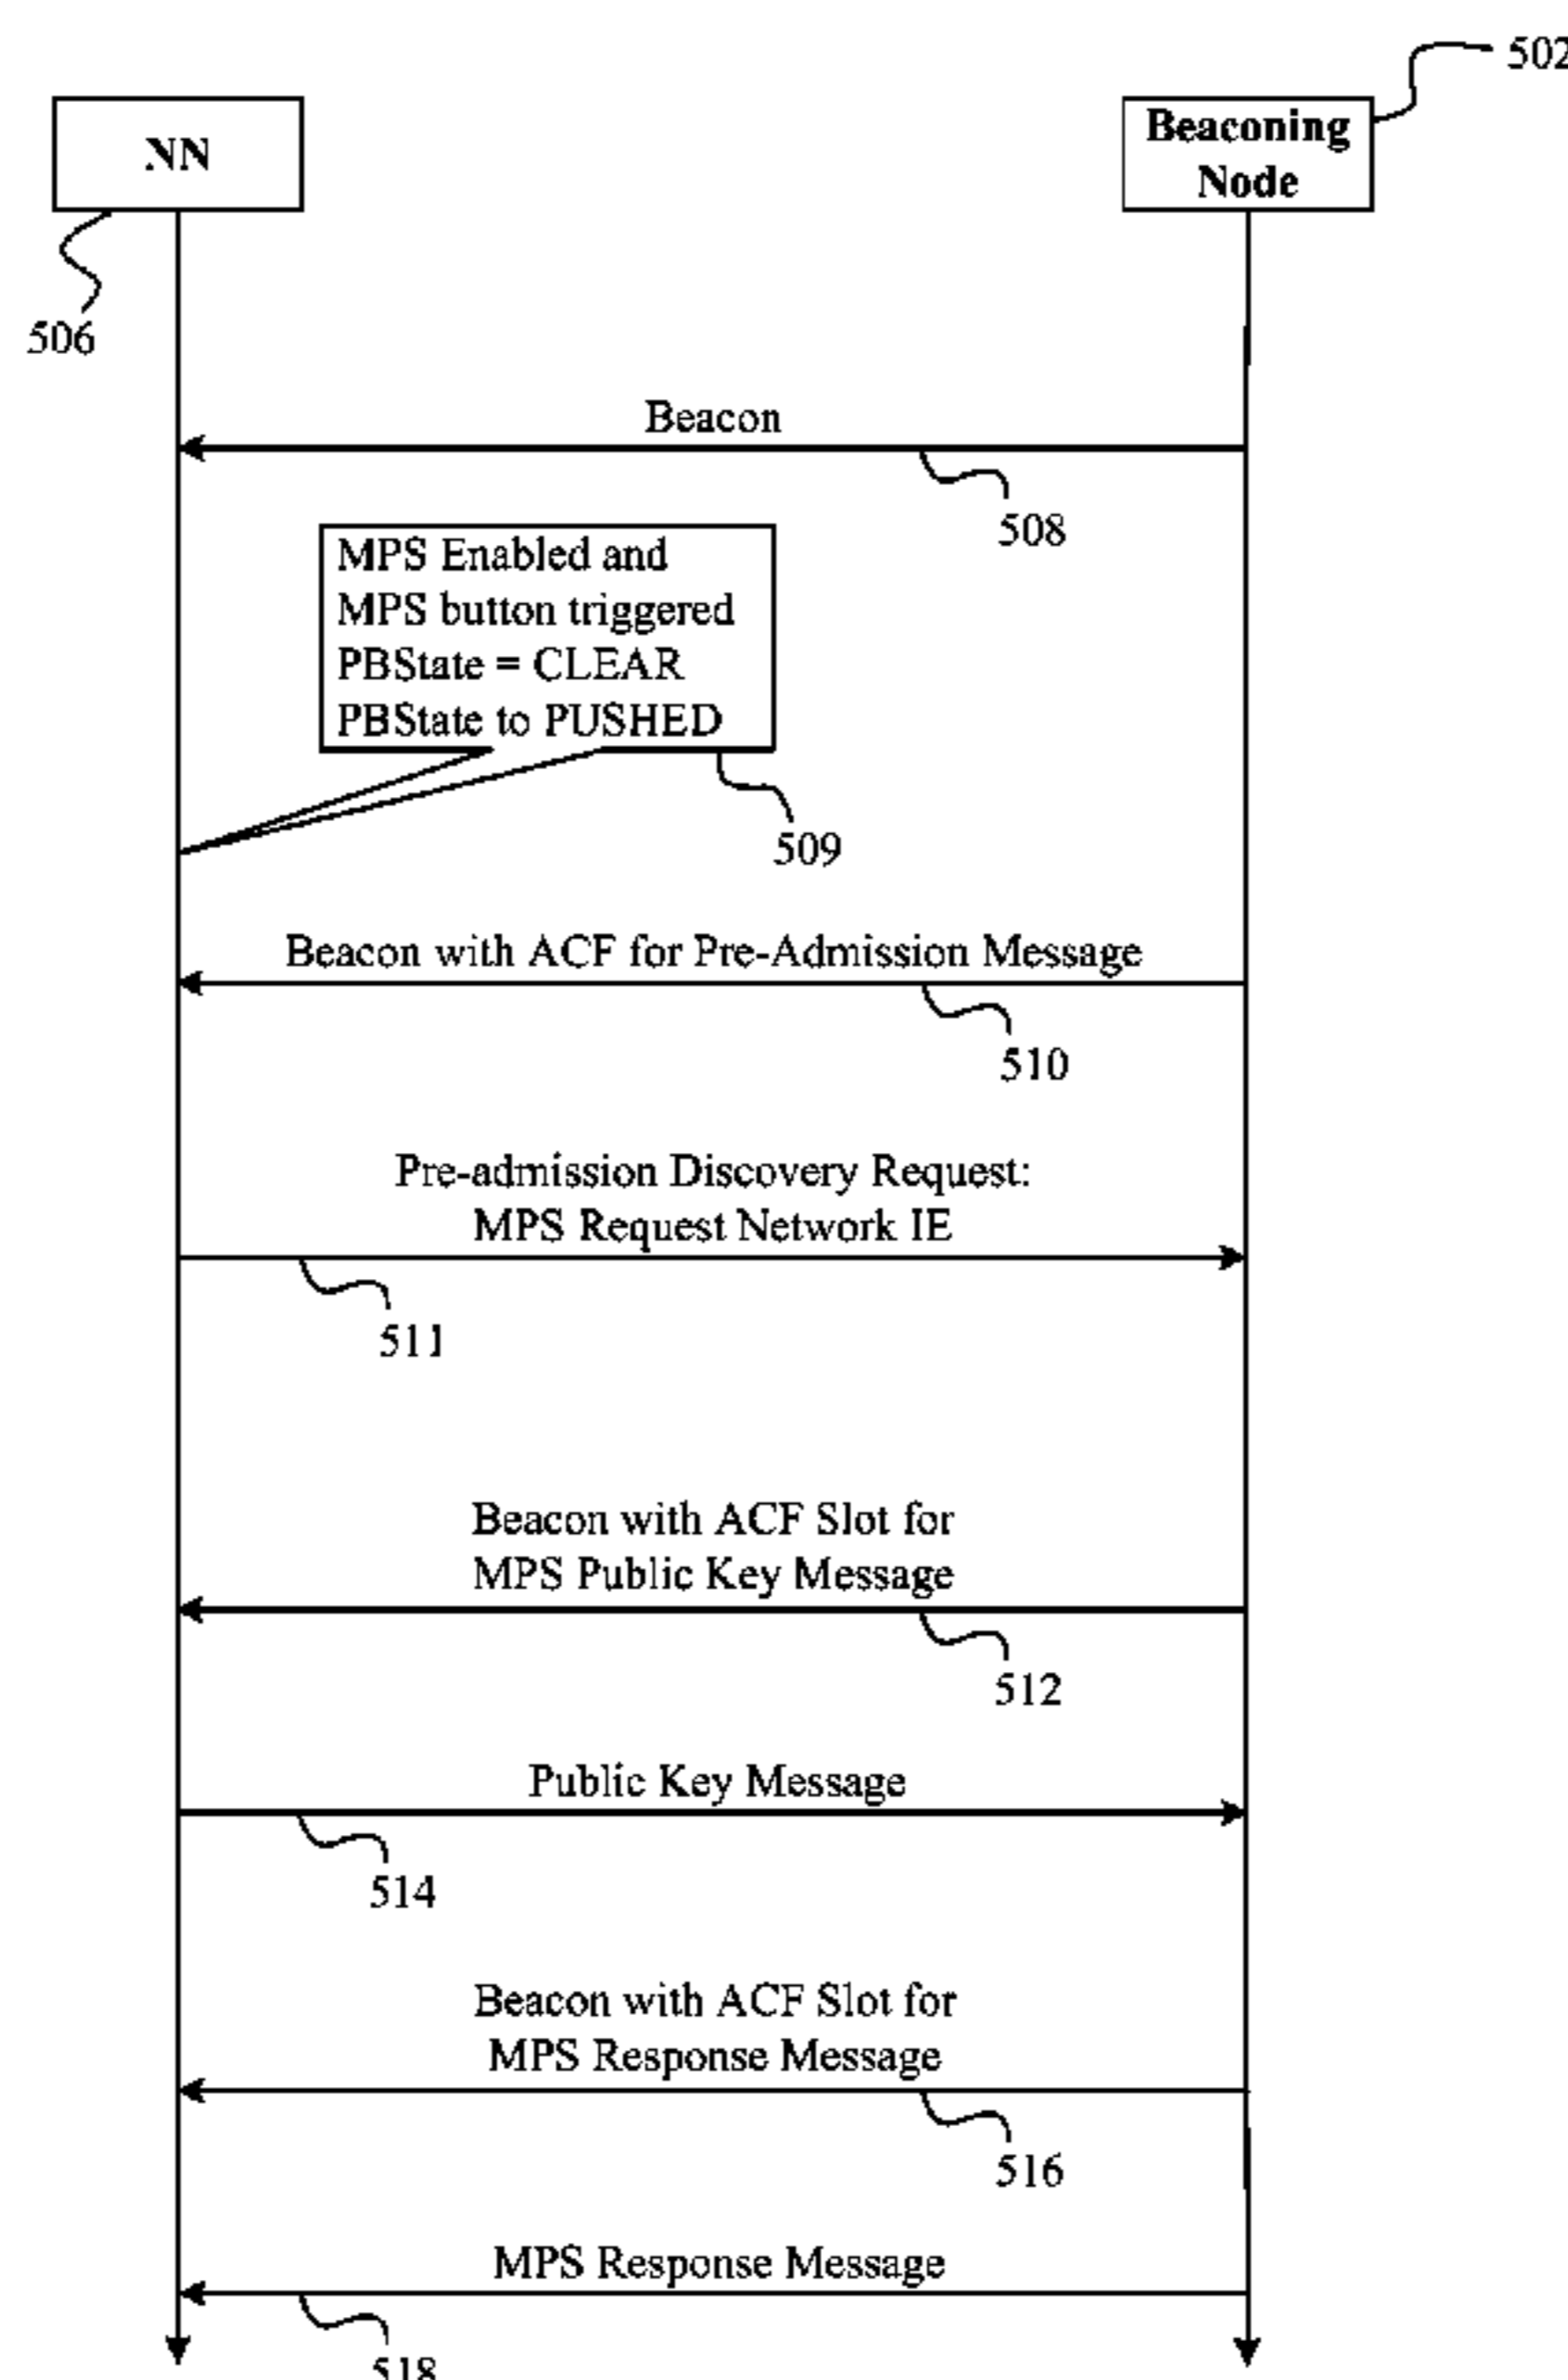 502
NN
Beaconing
Node
506
Beacon
508
MPS Enabled and
MPS button triggered
PBState = CLEAR
PBState to PUSHED
509
Beacon with ACF for Pre-Admission Message
510
Pre-admission Discovery Request:
MPS Request Network IE
511
Beacon with ACF Slot for
MPS Public Key Message
512
Public Key Message
514
Beacon with ACF Slot for
MPS Response Message
516
MPS Response Message
518